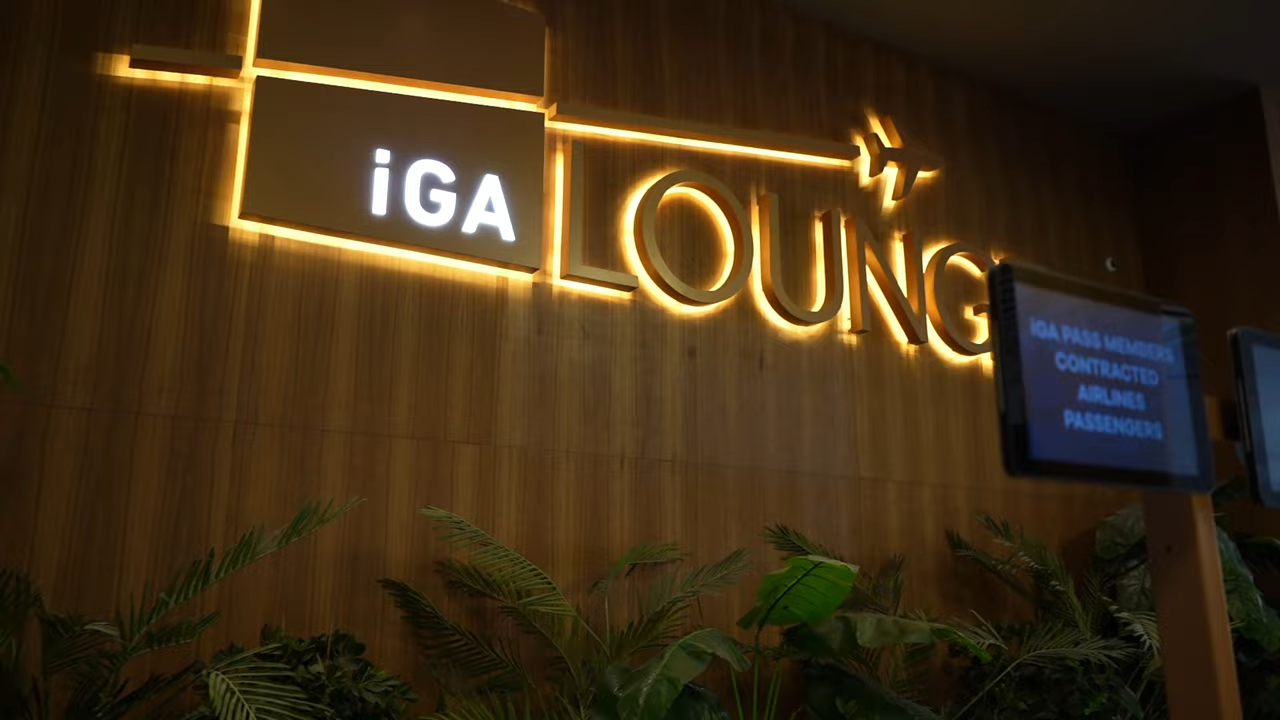 iGA
LOUNG
IGA PASS MEMBERS
CONTRACTED
AIRLINES
PASSENGERS